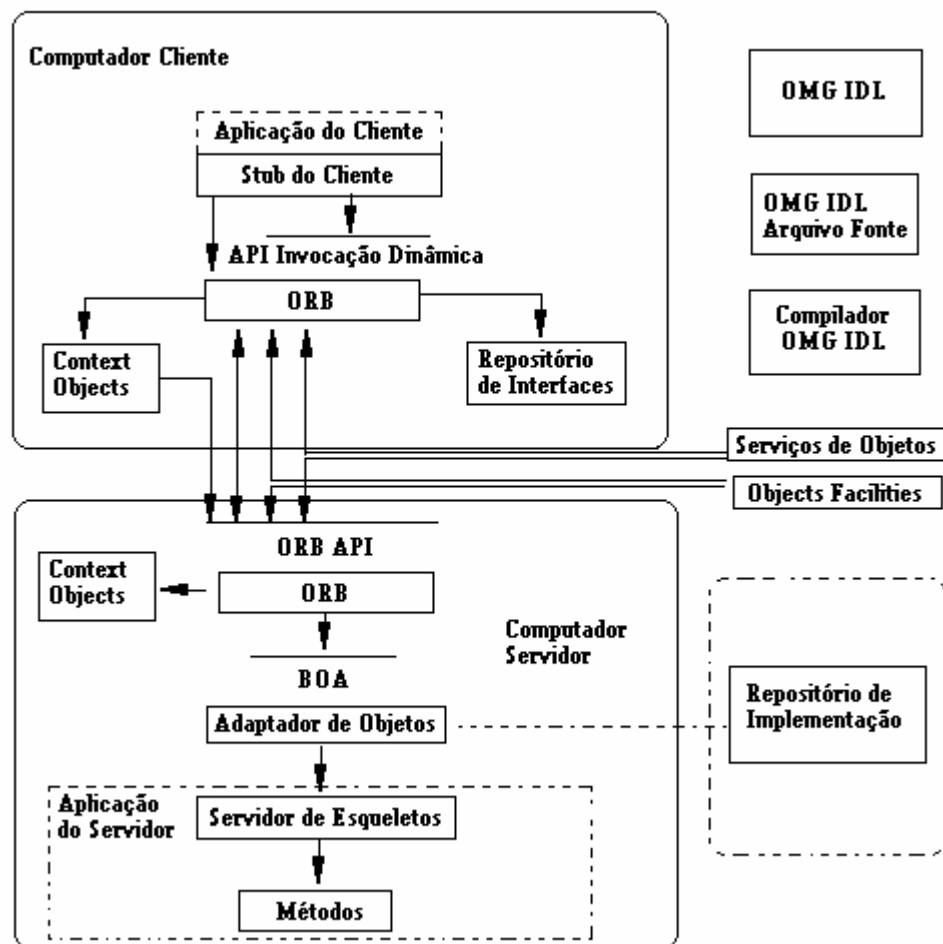 Computador Cliente
OMG IDL
Aplicação do Cliente
Stub do Cliente
OMG IDL
Arquivo Fonte
API Invocação Dinâmica
ORB
Compilador
OMG IDL
Context
Objects
Repositório
de Interfaces
Serviços de Objetos
Objects Facilities
ORB API
Context
Objects
ORB
Computador
Servidor
BOA
Repositório de
Implementação
Adaptador de Objetos
Aplicação
do Servidor
Servidor de Esqueletos
Métodos